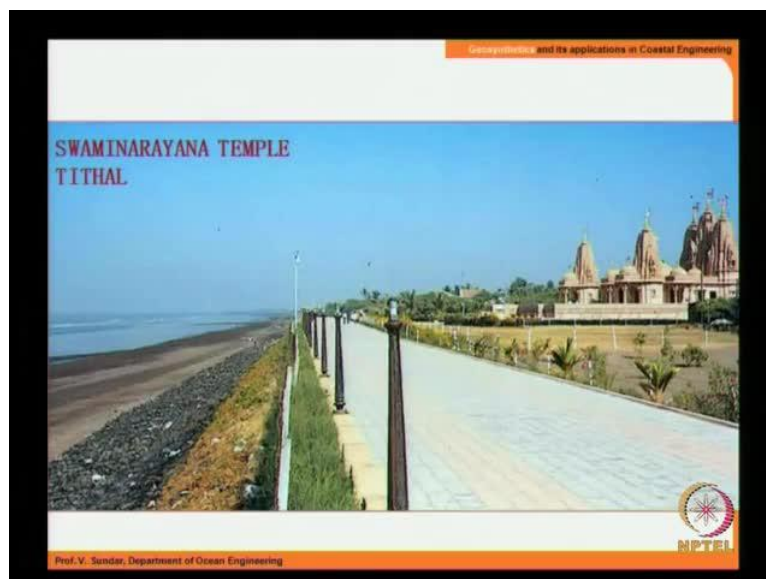 Geosynthetics and its applications in Coastal Engineering
SWAMINARAYANA TEMPLE
TITHAL
NPTEL
Prof. V. Sundar, Department of Ocean Engineering